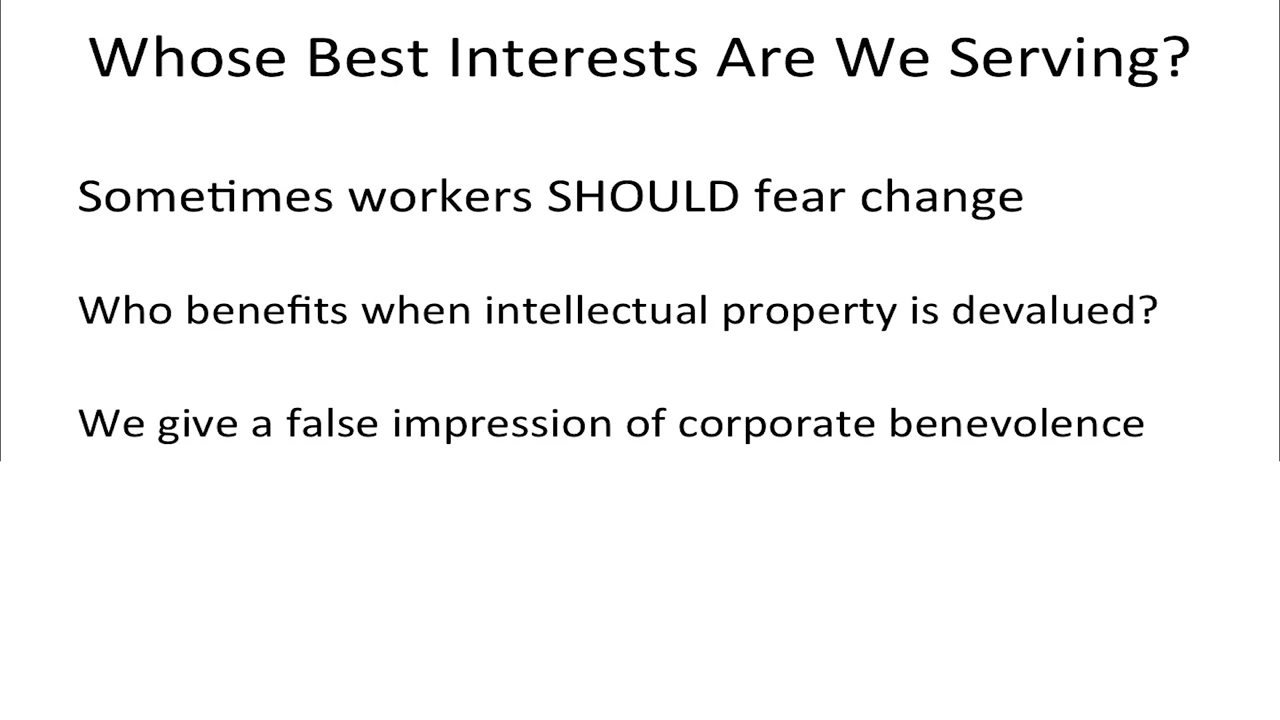 Whose Best Interests Are We Serving?
Sometimes workers SHOULD fear change
Who benefits when intellectual property is devalued?
We give a false impression of corporate benevolence